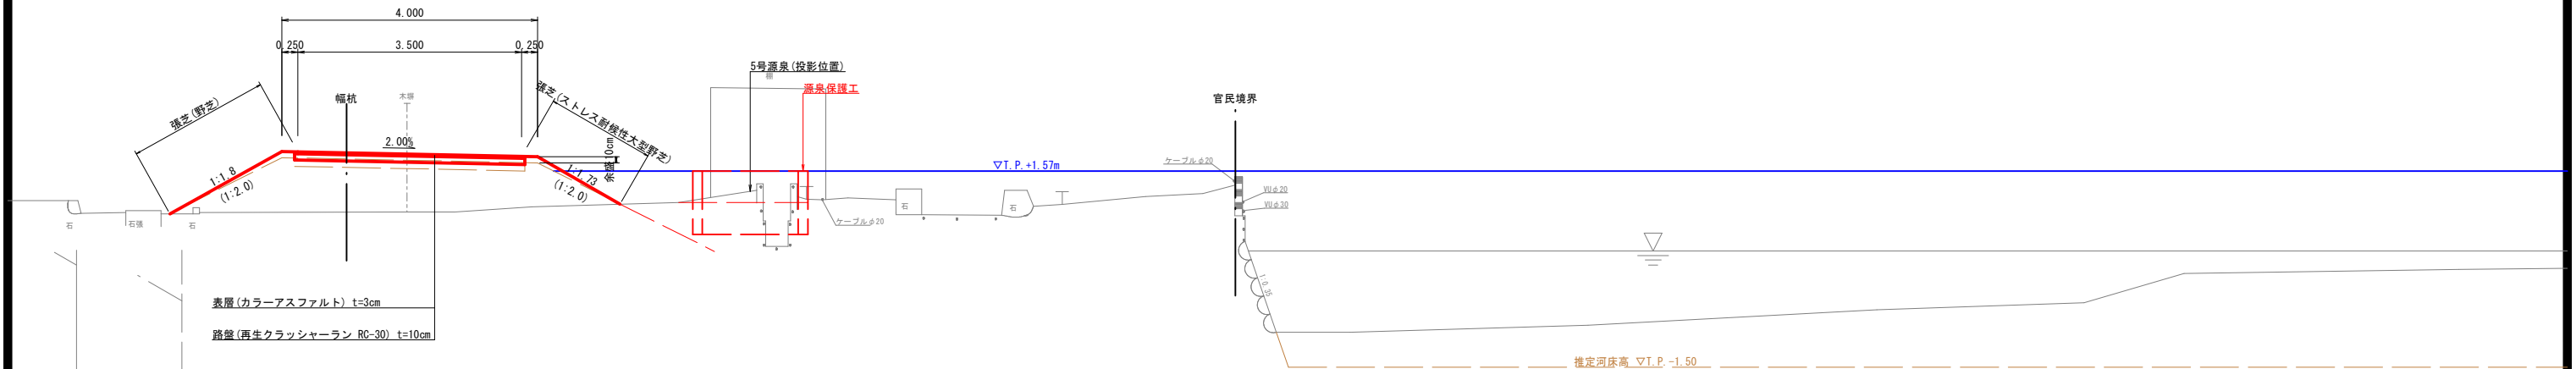 4.000
0.250
3.500
0.250
5号源泉(投影位置)
棚
源泉保護工
張芝(野芝)
幅杭
木塀
張芝(ストレス耐候性大型野芝)
官民境界
2.00%
余盛10cm
▽T.P.+1.57m
ケーブルφ20
1:1.8
(1:2.0)
1:1.73
(1:2.0)
VUφ20
VUφ30
石
石
石張
石
石
ケーブルφ20
1:0.35
表層(カラーアスファルト) t=3cm
路盤(再生クラッシャーラン RC-30) t=10cm
推定河床高 ▽T.P.-1.50